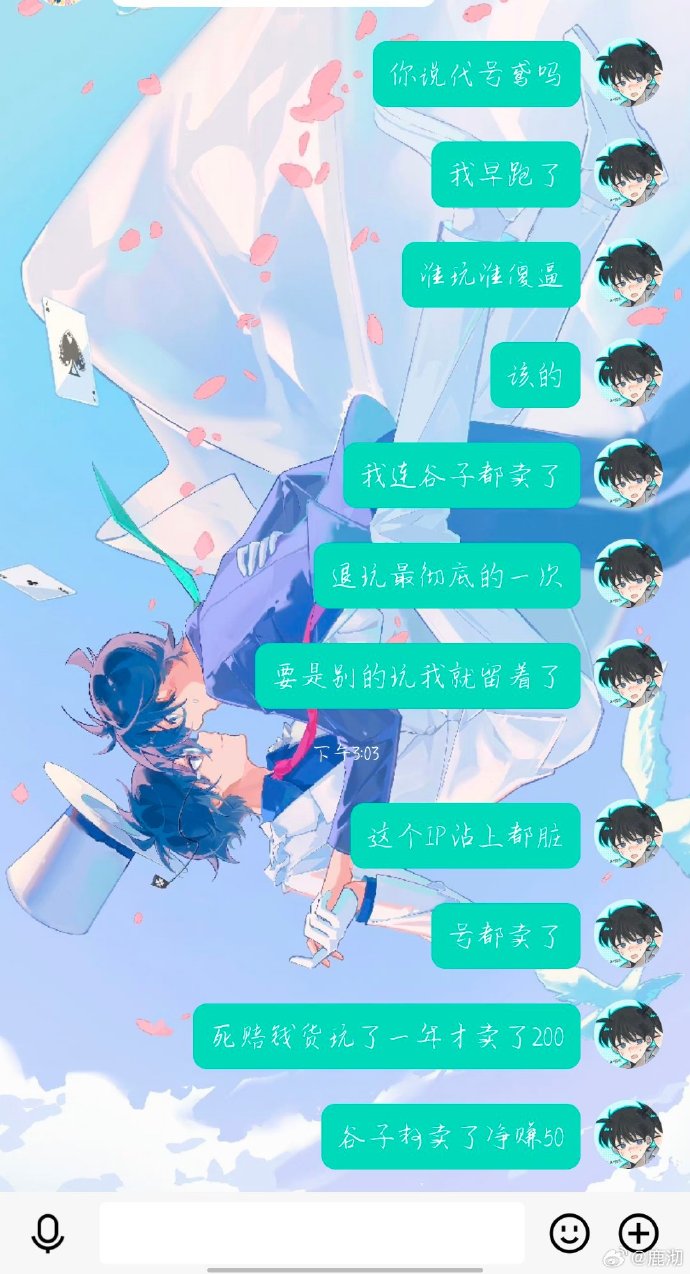 你说代号鸢吗
我早跑了
谁玩谁傻逼
该的
我连谷子都卖了
退玩最彻底的一次
要是别的玩我就留着了
下午3:03
这个IP沾上都脏
号都卖了
死赔钱货玩了一年才卖了200
谷子我卖了净赚50
@鹿沏